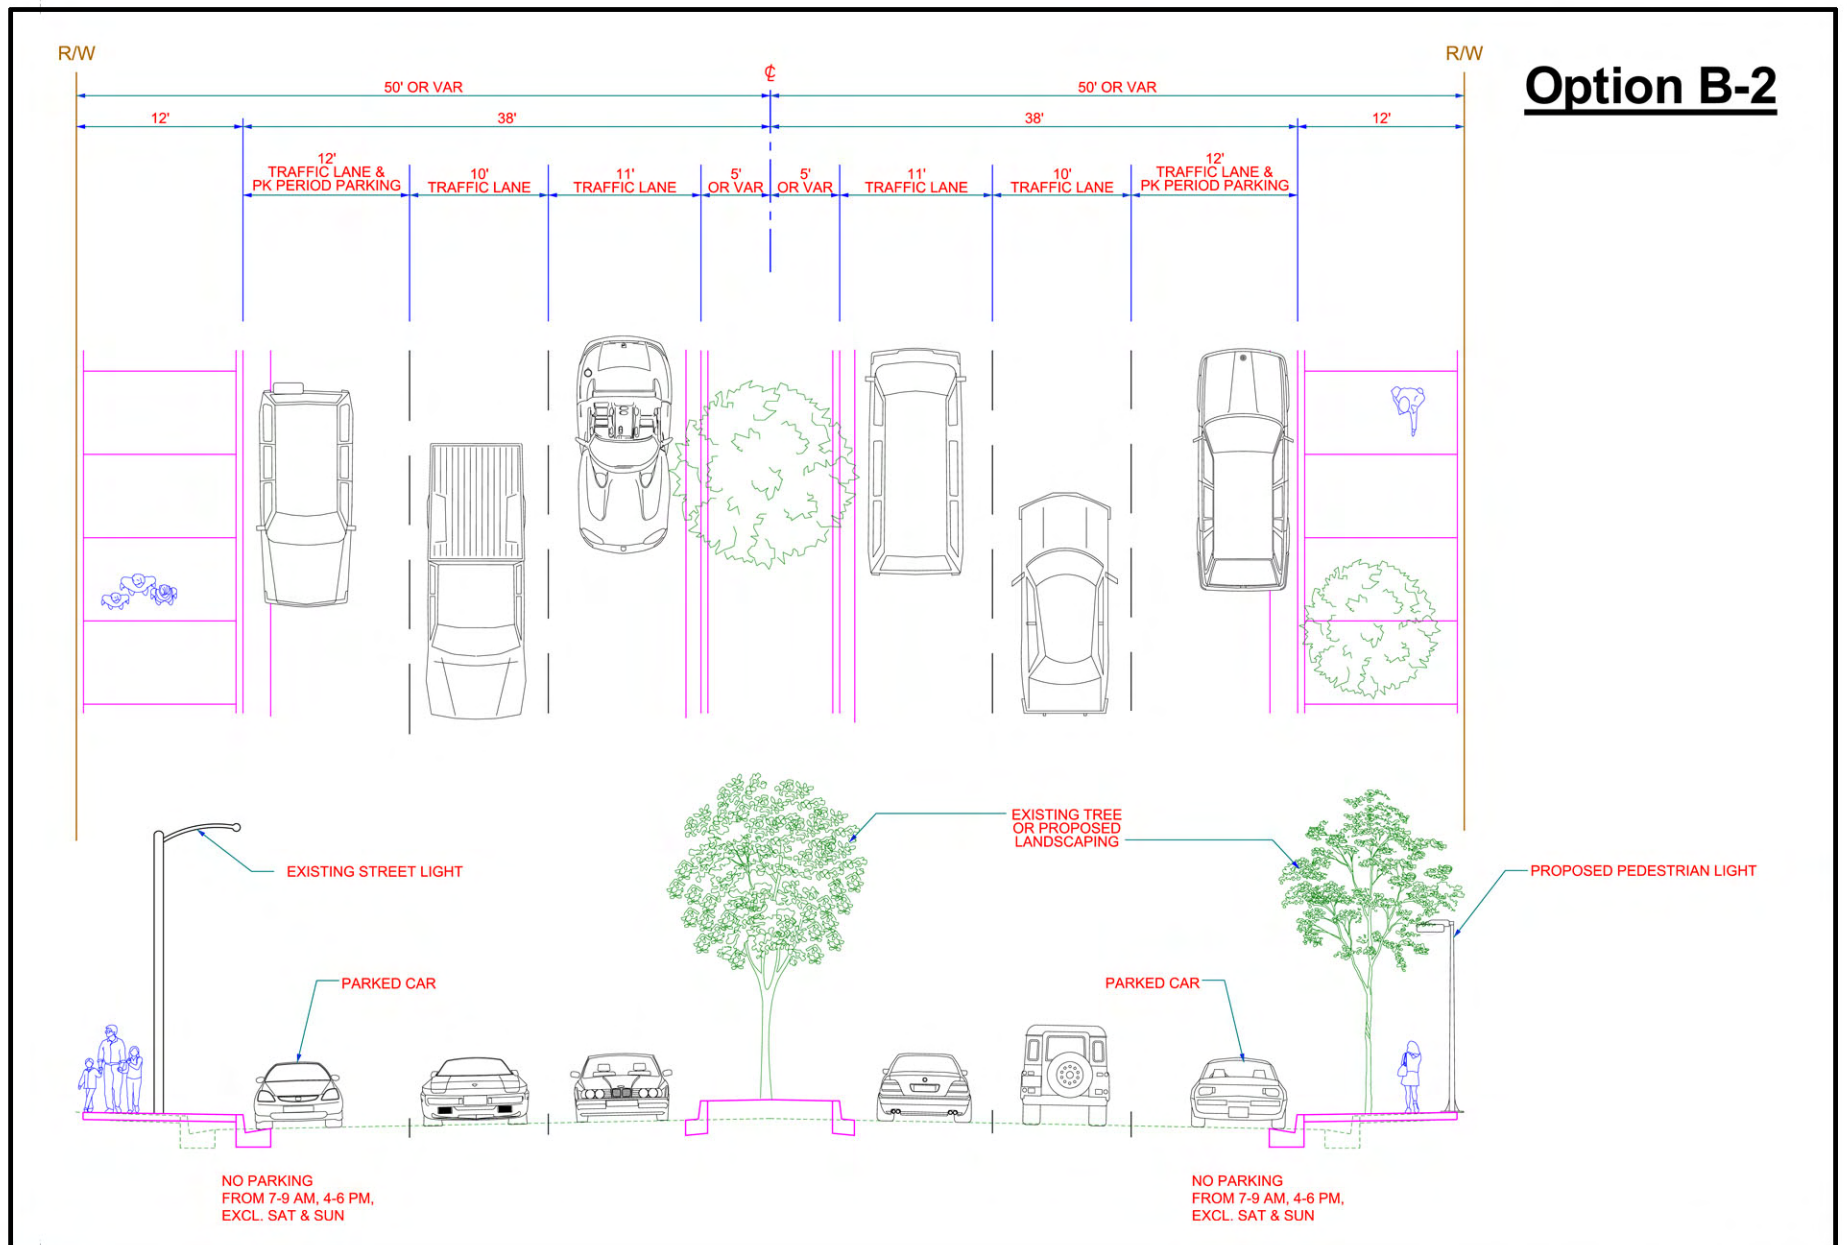 R/W
R/W
Option B-2
℄
50' OR VAR
50' OR VAR
12'
38'
38'
12'
12'
TRAFFIC LANE &
PK PERIOD PARKING
10'
TRAFFIC LANE
11'
TRAFFIC LANE
5'
OR VAR
5'
OR VAR
11'
TRAFFIC LANE
10'
TRAFFIC LANE
12'
TRAFFIC LANE &
PK PERIOD PARKING
EXISTING TREE
OR PROPOSED
LANDSCAPING
EXISTING STREET LIGHT
PROPOSED PEDESTRIAN LIGHT
PARKED CAR
PARKED CAR
NO PARKING
FROM 7-9 AM, 4-6 PM,
EXCL. SAT & SUN
NO PARKING
FROM 7-9 AM, 4-6 PM,
EXCL. SAT & SUN